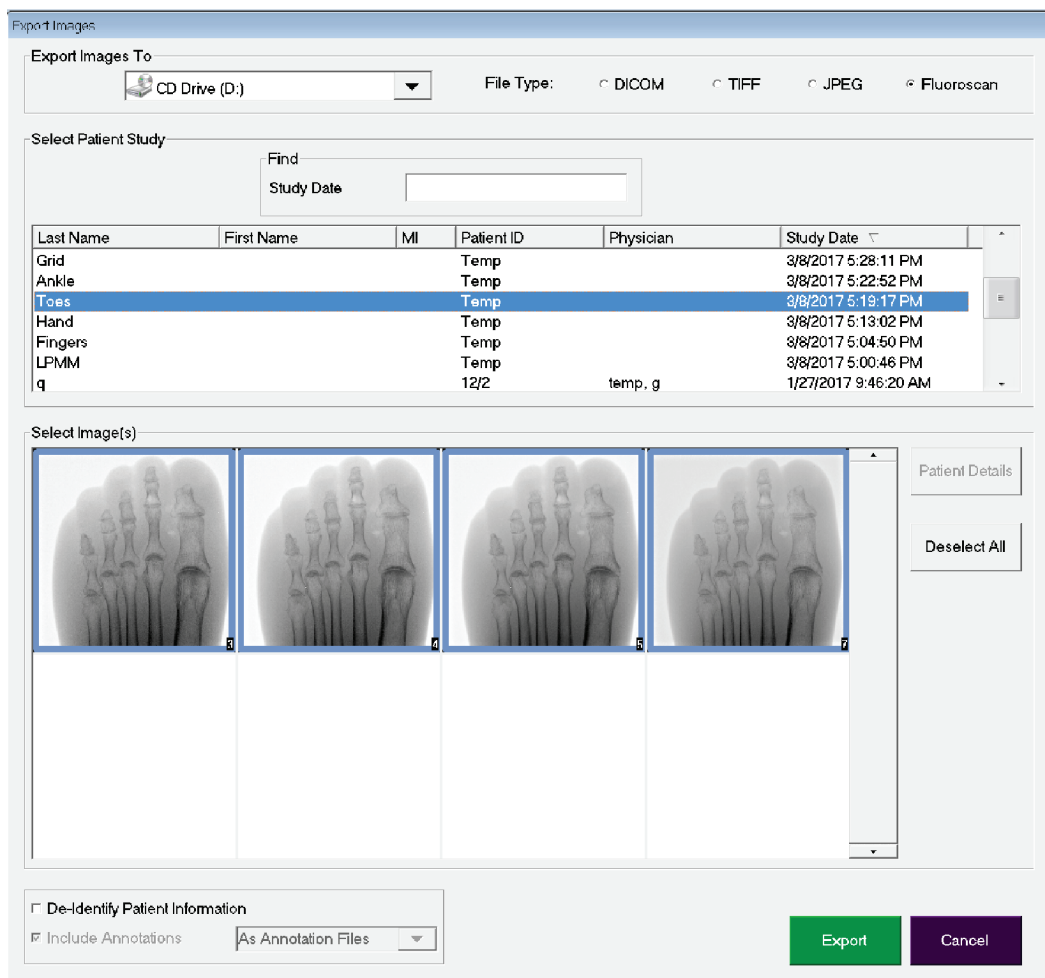 Export Images
Export Images To
CD Drive (D:)
File Type: DICOM TIFF JPEG Fluoroscan
Select Patient Study
Find
Study Date
Last Name First Name MI Patient ID Physician Study Date
Grid Temp 3/8/2017 5:28:11 PM
Ankle Temp 3/8/2017 5:22:52 PM
Toes Temp 3/8/2017 5:19:17 PM
Hand Temp 3/8/2017 5:13:02 PM
Fingers Temp 3/8/2017 5:04:50 PM
LPMM Temp 3/8/2017 5:00:46 PM
q 12/2 temp, g 1/27/2017 9:46:20 AM
Select Image(s)
Patient Details
Deselect All
3 4 5 7
De-Identify Patient Information
Include Annotations As Annotation Files
Export Cancel